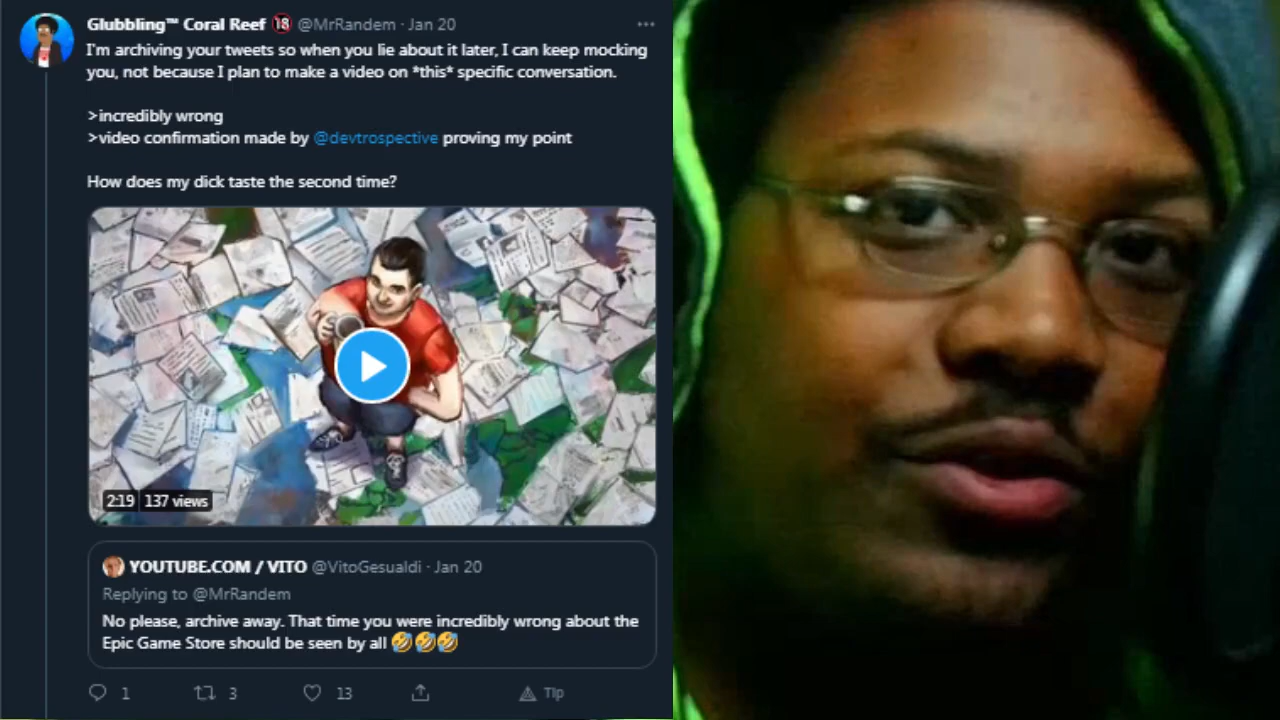 Glubbling™ Coral Reef 🔞 @MrRandem · Jan 20
I'm archiving your tweets so when you lie about it later, I can keep mocking
you, not because I plan to make a video on *this* specific conversation.
>incredibly wrong
>video confirmation made by @devtrospective proving my point
How does my dick taste the second time?
2:19 137 views
YOUTUBE.COM / VITO @VitoGesualdi · Jan 20
Replying to @MrRandem
No please, archive away. That time you were incredibly wrong about the
Epic Game Store should be seen by all 🤣🤣🤣
1 3 13 Tip